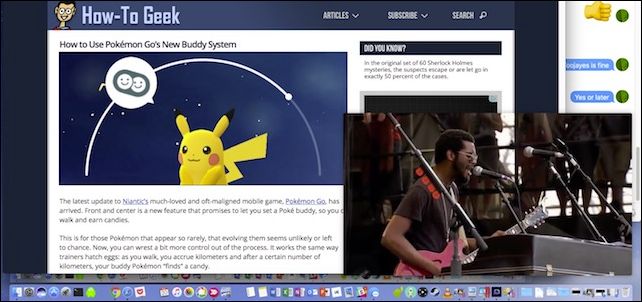 How-To Geek
ARTICLES
SUBSCRIBE
SEARCH
How to Use Pokémon Go's New Buddy System
DID YOU KNOW?
In the original set of 60 Sherlock Holmes
mysteries, the suspects escape or are let go in
exactly 50 percent of the cases.
The latest update to Niantic's much-loved and oft-maligned mobile game, Pokémon Go, has
arrived. Front and center is a new feature that promises to let you set a Poké buddy, so you
walk and earn candies.
This is for those Pokémon that appear so rarely, that evolving them seems unlikely or left
to chance. Now, you can wrest a bit more control out of the process. It works the same way
trainers hatch eggs: as you walk, you accrue kilometers and after a certain number of
kilometers, your buddy Pokémon "finds" a candy.
oojayes is fine
Yes or later